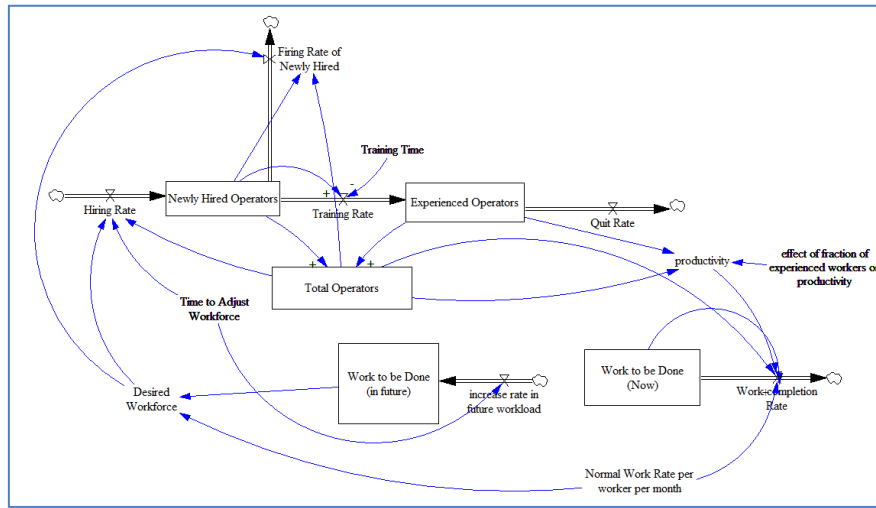 Firing Rate of
Newly Hired
Training Time
+
-
Newly Hired Operators
Experienced Operators
Hiring Rate
Training Rate
Quit Rate
+
+
productivity
effect of fraction of
experienced workers on
productivity
Total Operators
Time to Adjust
Workforce
Work to be Done
(in future)
Work to be Done
(Now)
Desired
Workforce
increase rate in
future workload
Work completion
Rate
Normal Work Rate per
worker per month